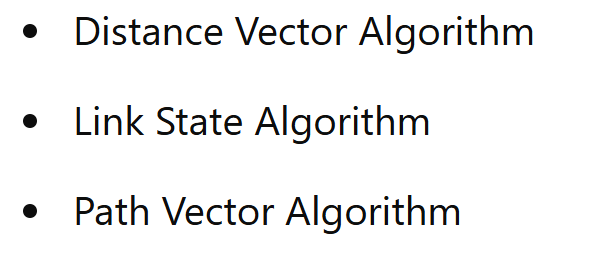 • Distance Vector Algorithm
• Link State Algorithm
• Path Vector Algorithm